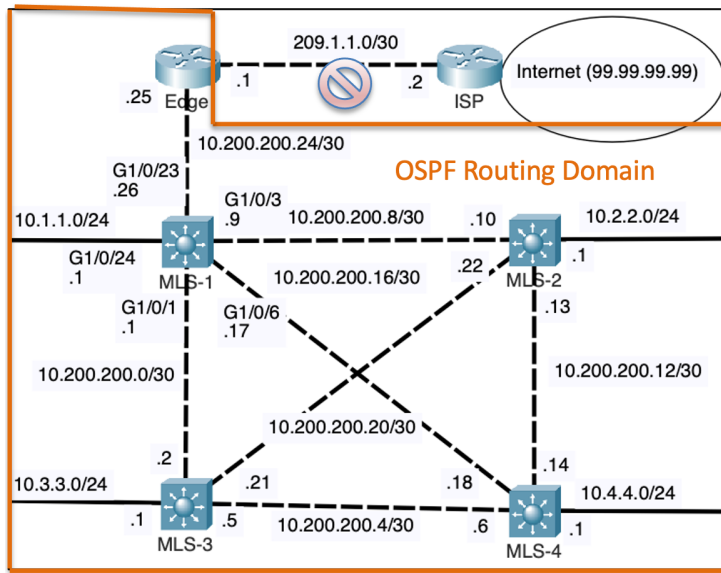 209.1.1.0/30
Internet (99.99.99.99)
.1
.2
Edge
ISP
.25
10.200.200.24/30
OSPF Routing Domain
G1/0/23
.26
G1/0/3
.9
10.1.1.0/24
10.200.200.8/30
.10
10.2.2.0/24
G1/0/24
.1
MLS-1
10.200.200.16/30
.22
MLS-2
.1
G1/0/1
.1
G1/0/6
.17
.13
10.200.200.0/30
10.200.200.12/30
10.200.200.20/30
.2
.14
10.3.3.0/24
.21
.18
10.4.4.0/24
.1
MLS-3
.5
10.200.200.4/30
.6
MLS-4
.1